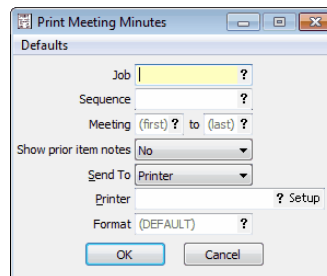 Print Meeting Minutes
Defaults
Job ?
Sequence ?
Meeting (first) ? to (last) ?
Show prior item notes No
Send To Printer
Printer ? Setup
Format (DEFAULT) ?
OK Cancel